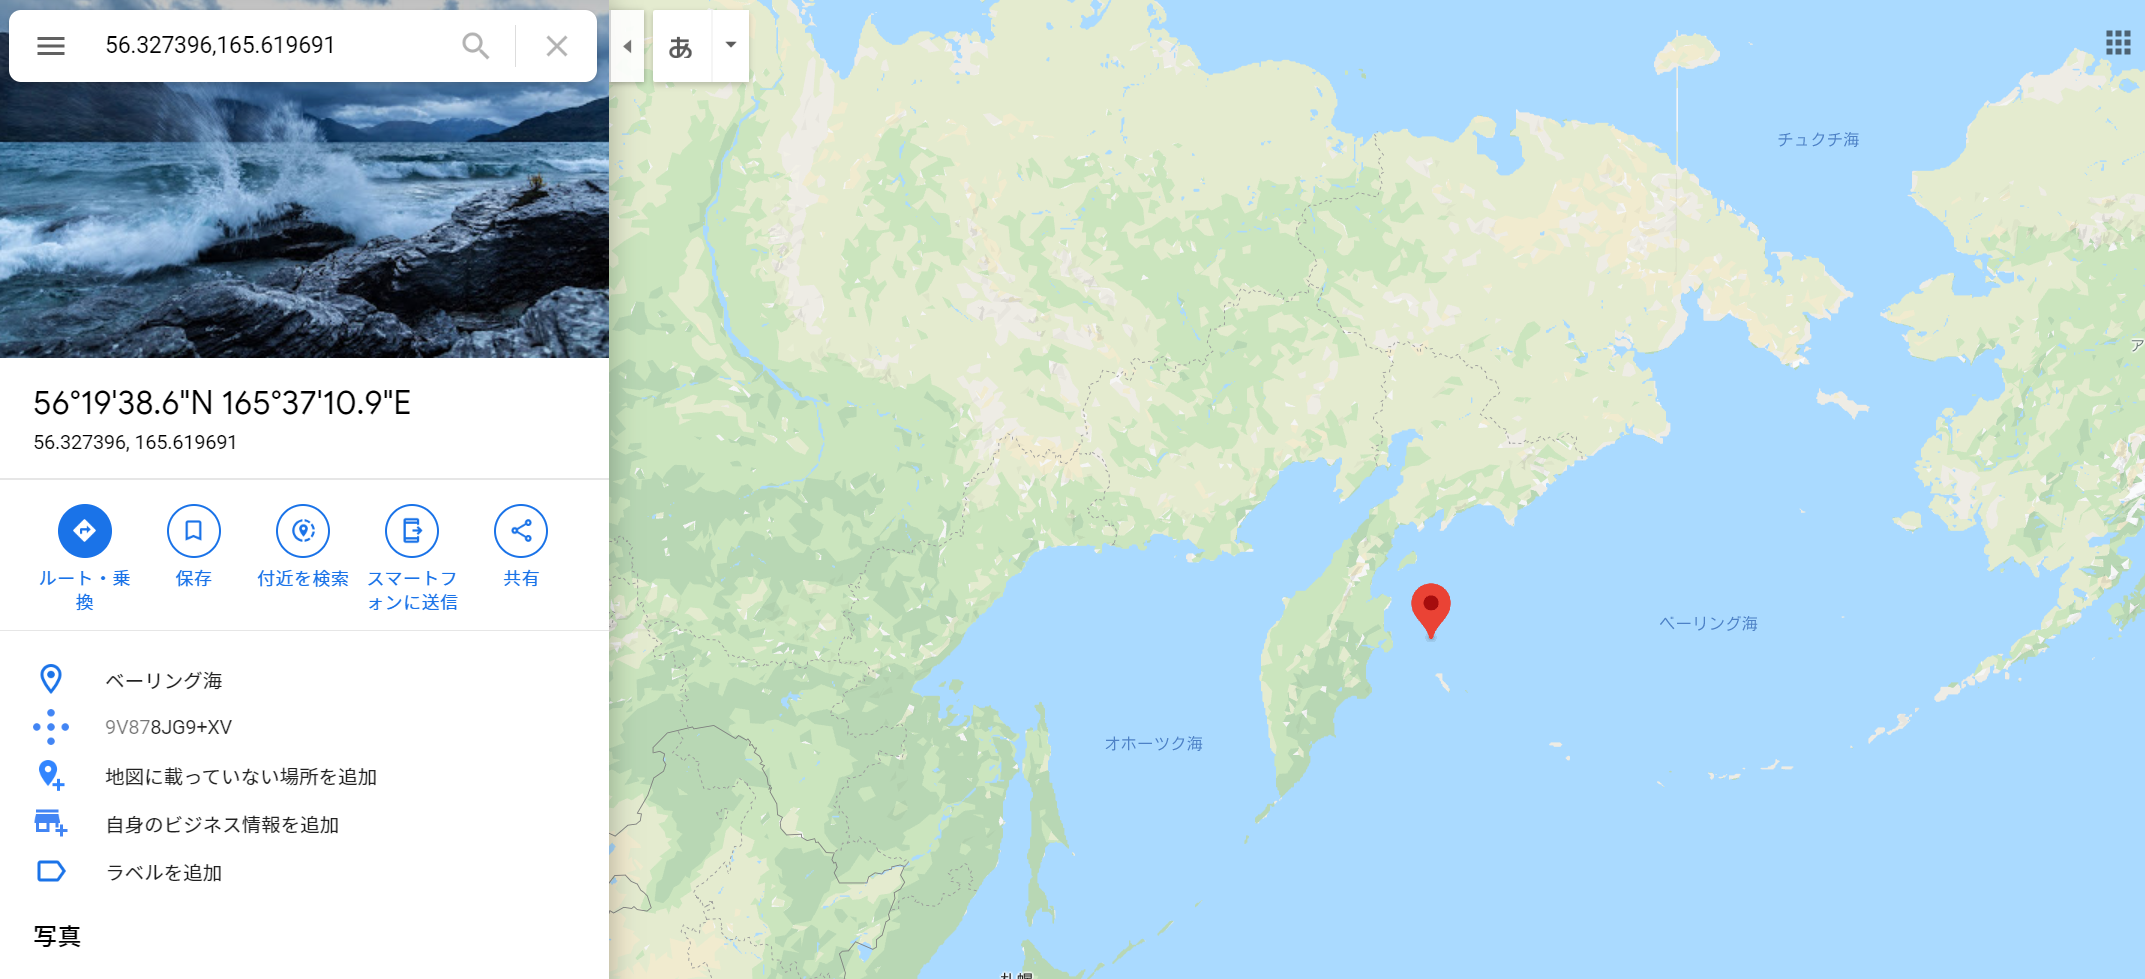 56.327396,165.619691
あ
56°19'38.6"N 165°37'10.9"E
56.327396, 165.619691
ルート・乗
換
保存
付近を検索
スマートフ
ォンに送信
共有
ベーリング海
9V878JG9+XV
地図に載っていない場所を追加
自身のビジネス情報を追加
ラベルを追加
写真
チュクチ海
ア
ベーリング海
オホーツク海
札幌